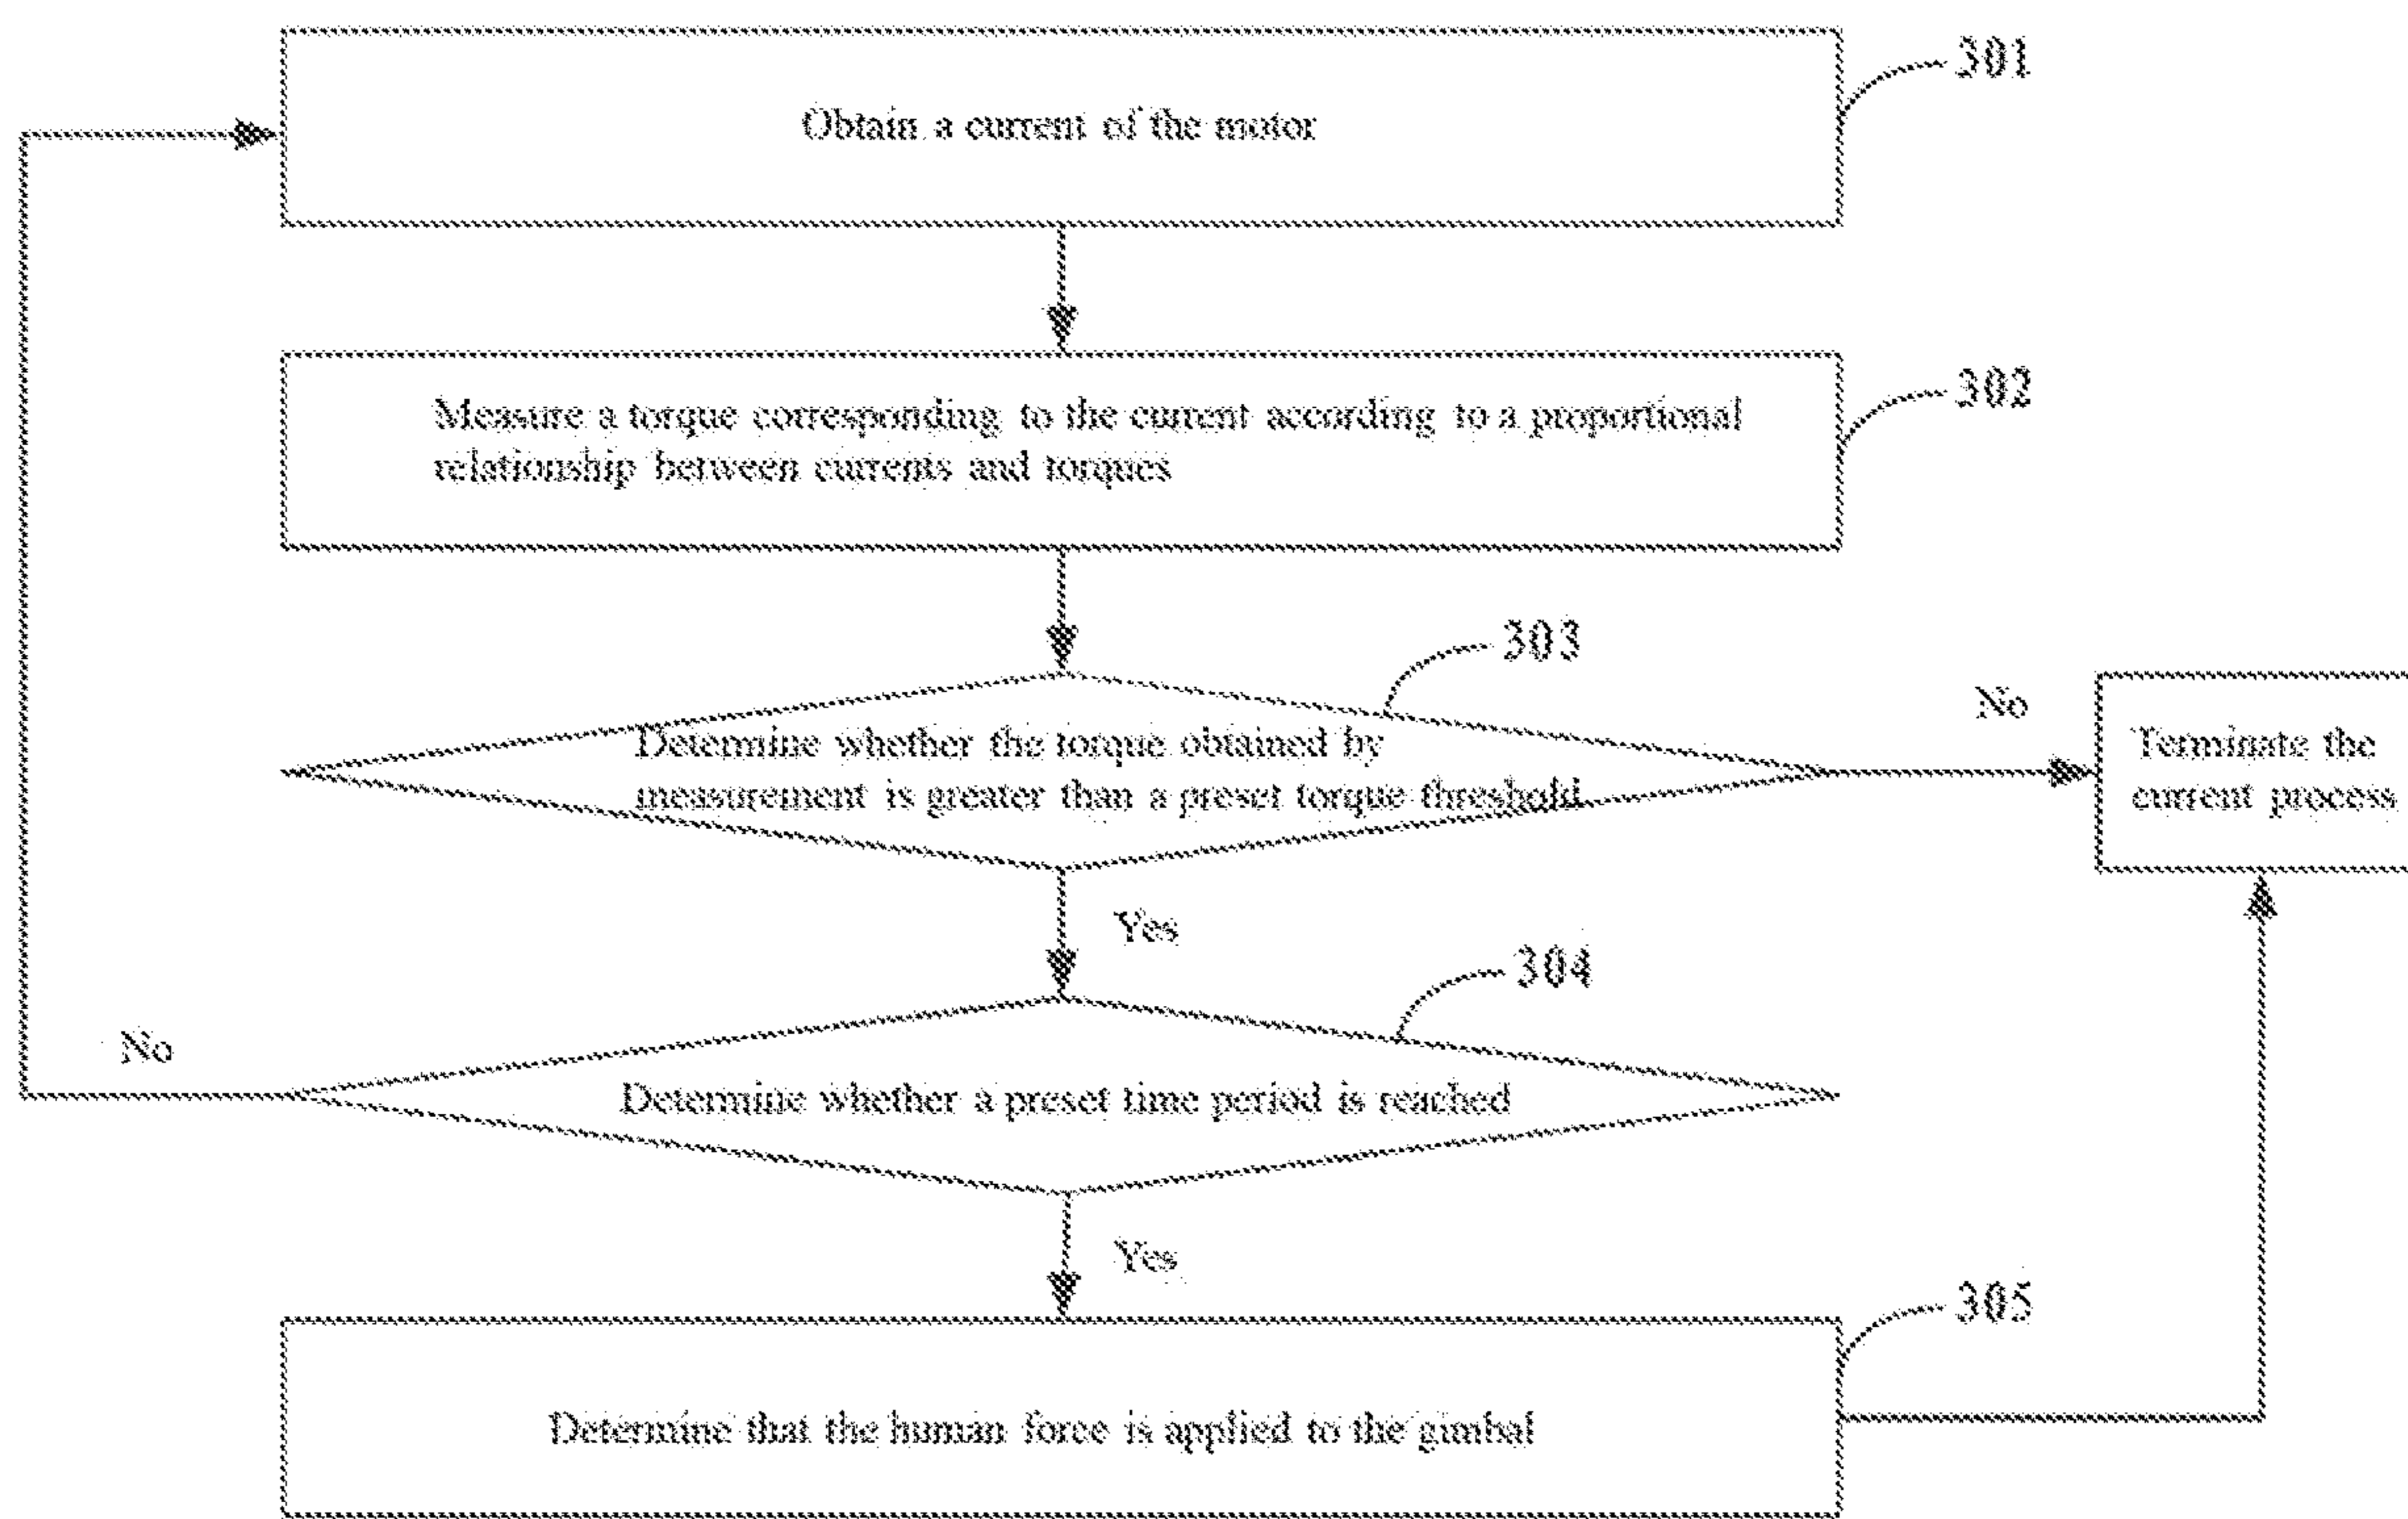 301
Obtain a current of the motor
302
Measure a torque corresponding to the current according to a proportional
relationship between currents and torques
303
Determine whether the torque obtained by
measurement is greater than a preset torque threshold
No
Terminate the
current process
Yes
304
No
Determine whether a preset time period is reached
Yes
305
Determine that the human force is applied to the gimbal